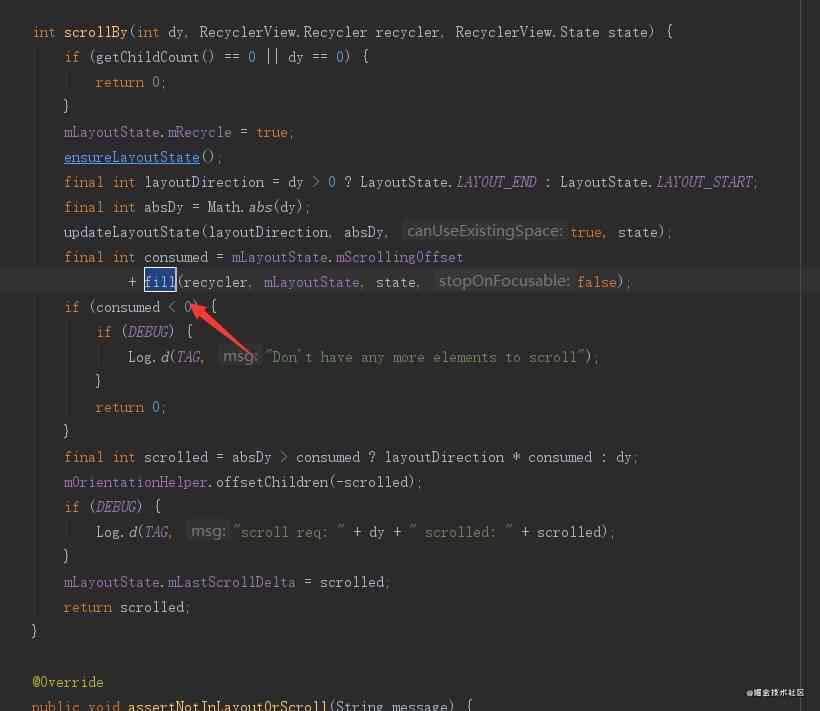 int scrollBy(int dy, RecyclerView.Recycler recycler, RecyclerView.State state) {
if (getChildCount() == 0 || dy == 0) {
return 0;
}
mLayoutState.mRecycle = true;
ensureLayoutState();
final int layoutDirection = dy > 0 ? LayoutState.LAYOUT_END : LayoutState.LAYOUT_START;
final int absDy = Math.abs(dy);
updateLayoutState(layoutDirection, absDy, canUseExistingSpace: true, state);
final int consumed = mLayoutState.mScrollingOffset
+ fill(recycler, mLayoutState, state, stopOnFocusable: false);
if (consumed < 0) {
if (DEBUG) {
Log.d(TAG, msg: "Don't have any more elements to scroll");
}
return 0;
}
final int scrolled = absDy > consumed ? layoutDirection * consumed : dy;
mOrientationHelper.offsetChildren(-scrolled);
if (DEBUG) {
Log.d(TAG, msg: "scroll req: " + dy + " scrolled: " + scrolled);
}
mLayoutState.mLastScrollDelta = scrolled;
return scrolled;
}
@Override
public void assertNotInLayoutOrScroll(String message) {
@掘金技术社区